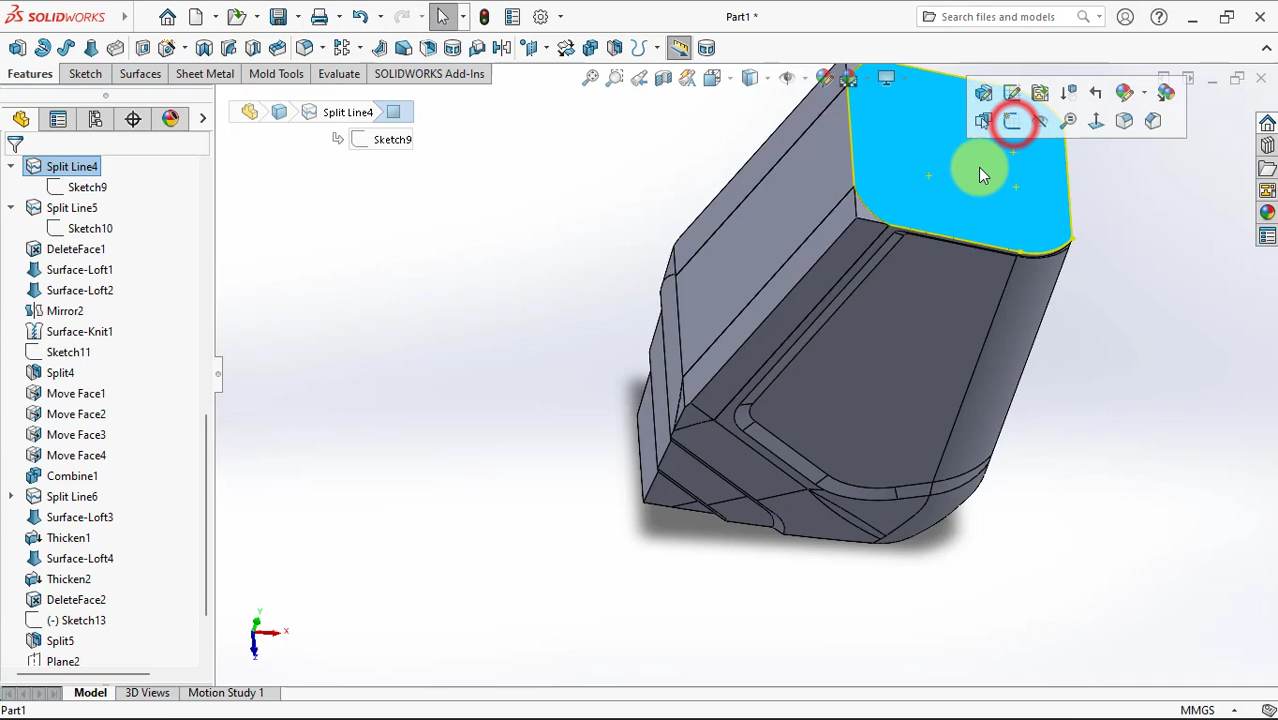 SOLIDWORKS
Part1 *
Search files and models
Features
Sketch
Surfaces
Sheet Metal
Mold Tools
Evaluate
SOLIDWORKS Add-Ins
Split Line4
Sketch9
Split Line4
Sketch9
Split Line5
Sketch10
DeleteFace1
Surface-Loft1
Surface-Loft2
Mirror2
Surface-Knit1
Sketch11
Split4
Move Face1
Move Face2
Move Face3
Move Face4
Combine1
Split Line6
Surface-Loft3
Thicken1
Surface-Loft4
Thicken2
DeleteFace2
(-) Sketch13
Split5
Plane2
Y
X
Z
Model
3D Views
Motion Study 1
Part1
MMGS